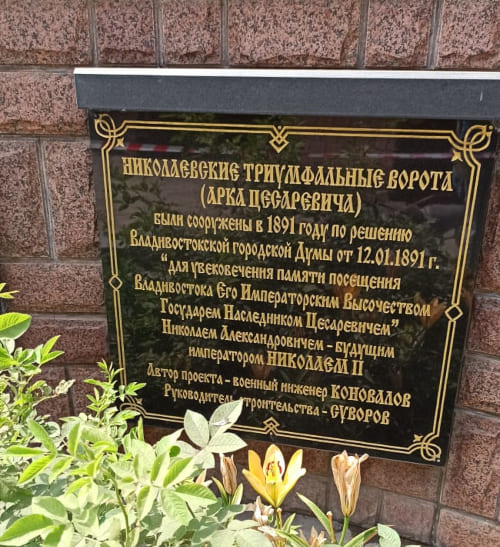 НИКОЛАЕВСКИЕ ТРИУМФАЛЬНЫЕ ВОРОТА
(АРКА ЦЕСАРЕВИЧА)
были сооружены в 1891 году по решению
Владивостокской городской Думы от 12.01.1891 г.
"для увековечения памяти посещения
Владивостока Его Императорским Высочеством
Государем Наследником Цесаревичем"
Николаем Александровичем - будущим
императором НИКОЛАЕМ II
Автор проекта - военный инженер КОНОВАЛОВ
Руководитель строительства - СУВОРОВ